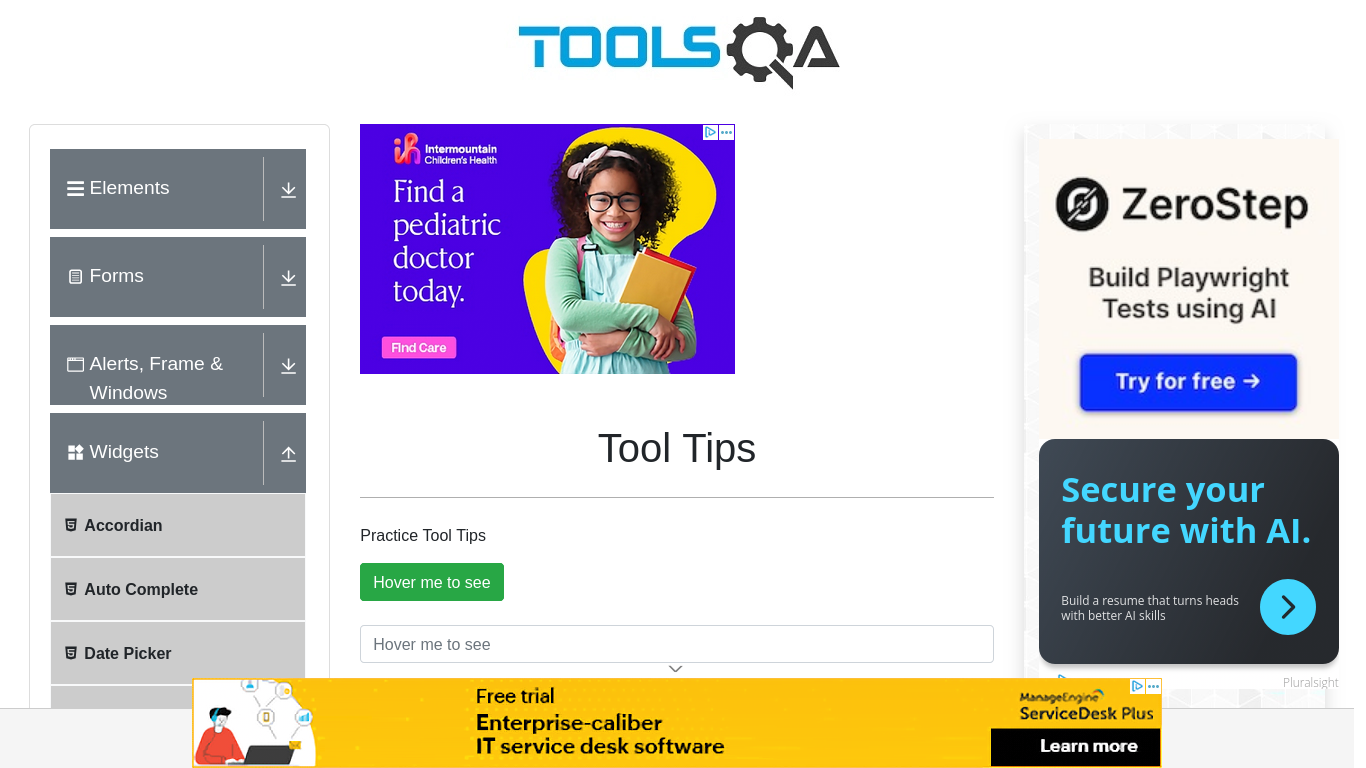 TOOLSQA
Elements
Forms
Alerts, Frame &
Windows
Widgets
Accordian
Auto Complete
Date Picker
Intermountain
Children's Health
Find a
pediatric
doctor
today.
Find Care
Tool Tips
Practice Tool Tips
Hover me to see
Hover me to see
ZeroStep
Build Playwright
Tests using AI
Try for free →
Secure your
future with AI.
Build a resume that turns heads
with better AI skills
Pluralsight
Free trial
Enterprise-caliber
IT service desk software
ManageEngine
ServiceDesk Plus
Learn more